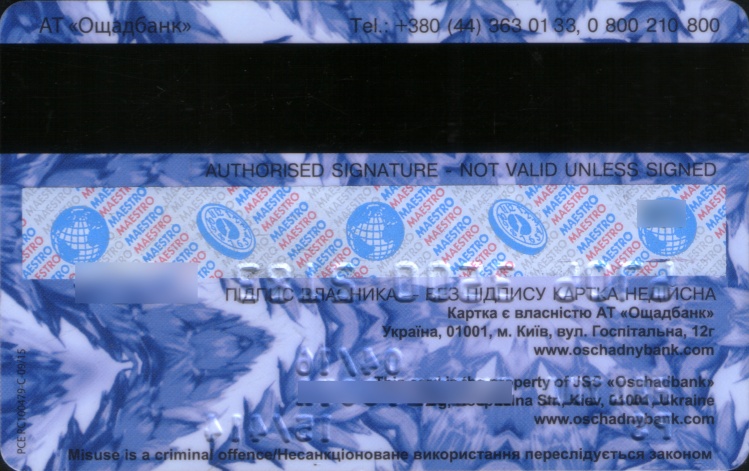 АТ «Ощадбанк» Tel.: +380 (44) 363 01 33, 0 800 210 800
AUTHORISED SIGNATURE - NOT VALID UNLESS SIGNED
MAESTRO MAESTRO MAESTRO MAESTRO
ПІДПИС ВЛАСНИКА – БЕЗ ПІДПИСУ КАРТКА НЕДІЙСНА
Картка є власністю АТ «Ощадбанк»
Україна, 01001, м. Київ, вул. Госпітальна, 12г
www.oschadnybank.com
property of JSC «Oschadbank»
Str., Kiev, 01001, Ukraine
www.oschadnybank.com
Misuse is a criminal offence/Несанкціоноване використання переслідується законом